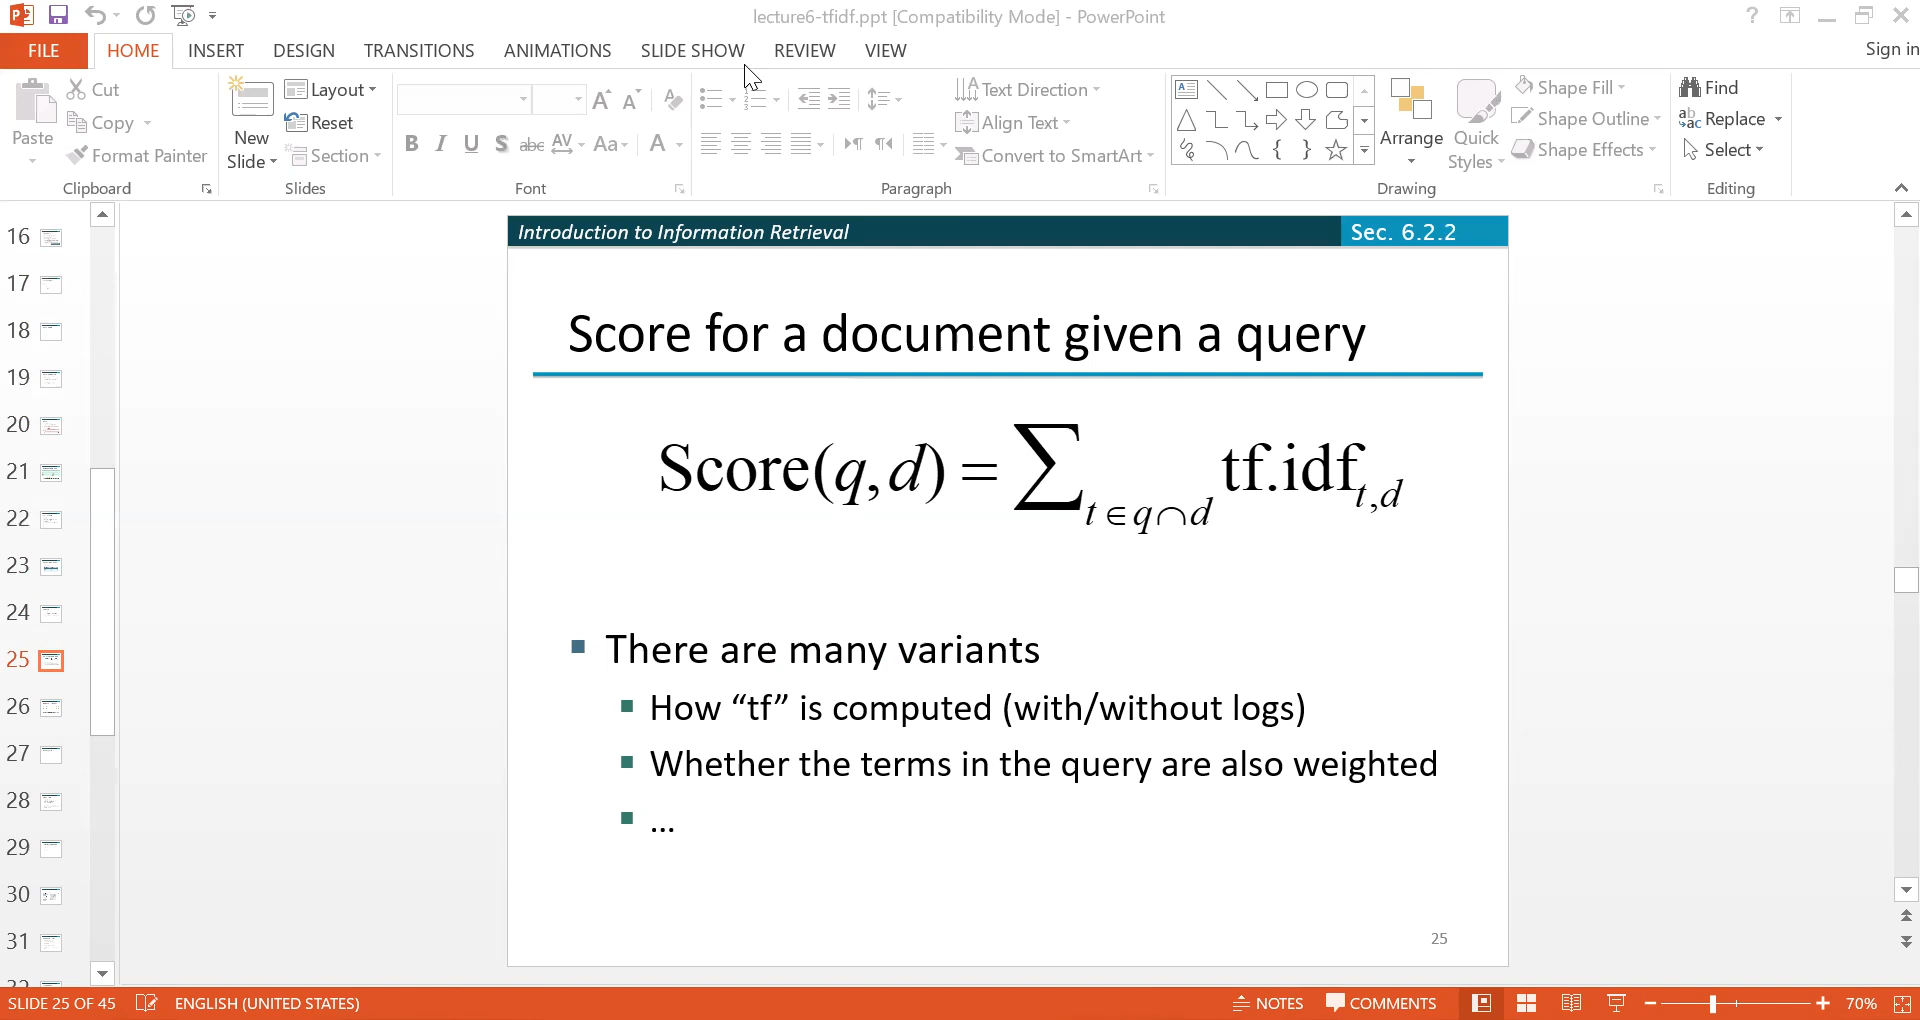 lecture6-tfidf.ppt [Compatibility Mode] - PowerPoint
FILE HOME INSERT DESIGN TRANSITIONS ANIMATIONS SLIDE SHOW REVIEW VIEW Sign in
Cut
Copy
Format Painter
Paste
Clipboard
New Slide
Layout
Reset
Section
Slides
Font
Text Direction
Align Text
Convert to SmartArt
Paragraph
Arrange
Quick Styles
Shape Fill
Shape Outline
Shape Effects
Drawing
Find
Replace
Select
Editing
16
17
18
19
20
21
22
23
24
25
26
27
28
29
30
31
Introduction to Information Retrieval Sec. 6.2.2
Score for a document given a query
Score(q,d) = ∑ t∈q∩d tf.idf t,d
▪ There are many variants
▪ How “tf” is computed (with/without logs)
▪ Whether the terms in the query are also weighted
▪ ...
25
SLIDE 25 OF 45 ENGLISH (UNITED STATES) NOTES COMMENTS 70%